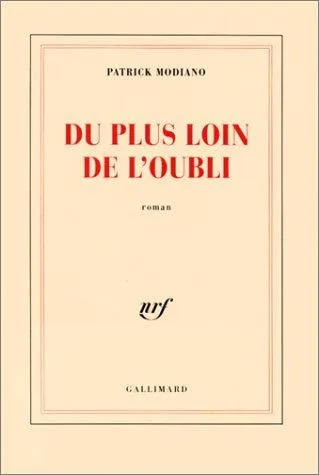 PATRICK MODIANO
DU PLUS LOIN
DE L'OUBLI
roman
nrf
GALLIMARD